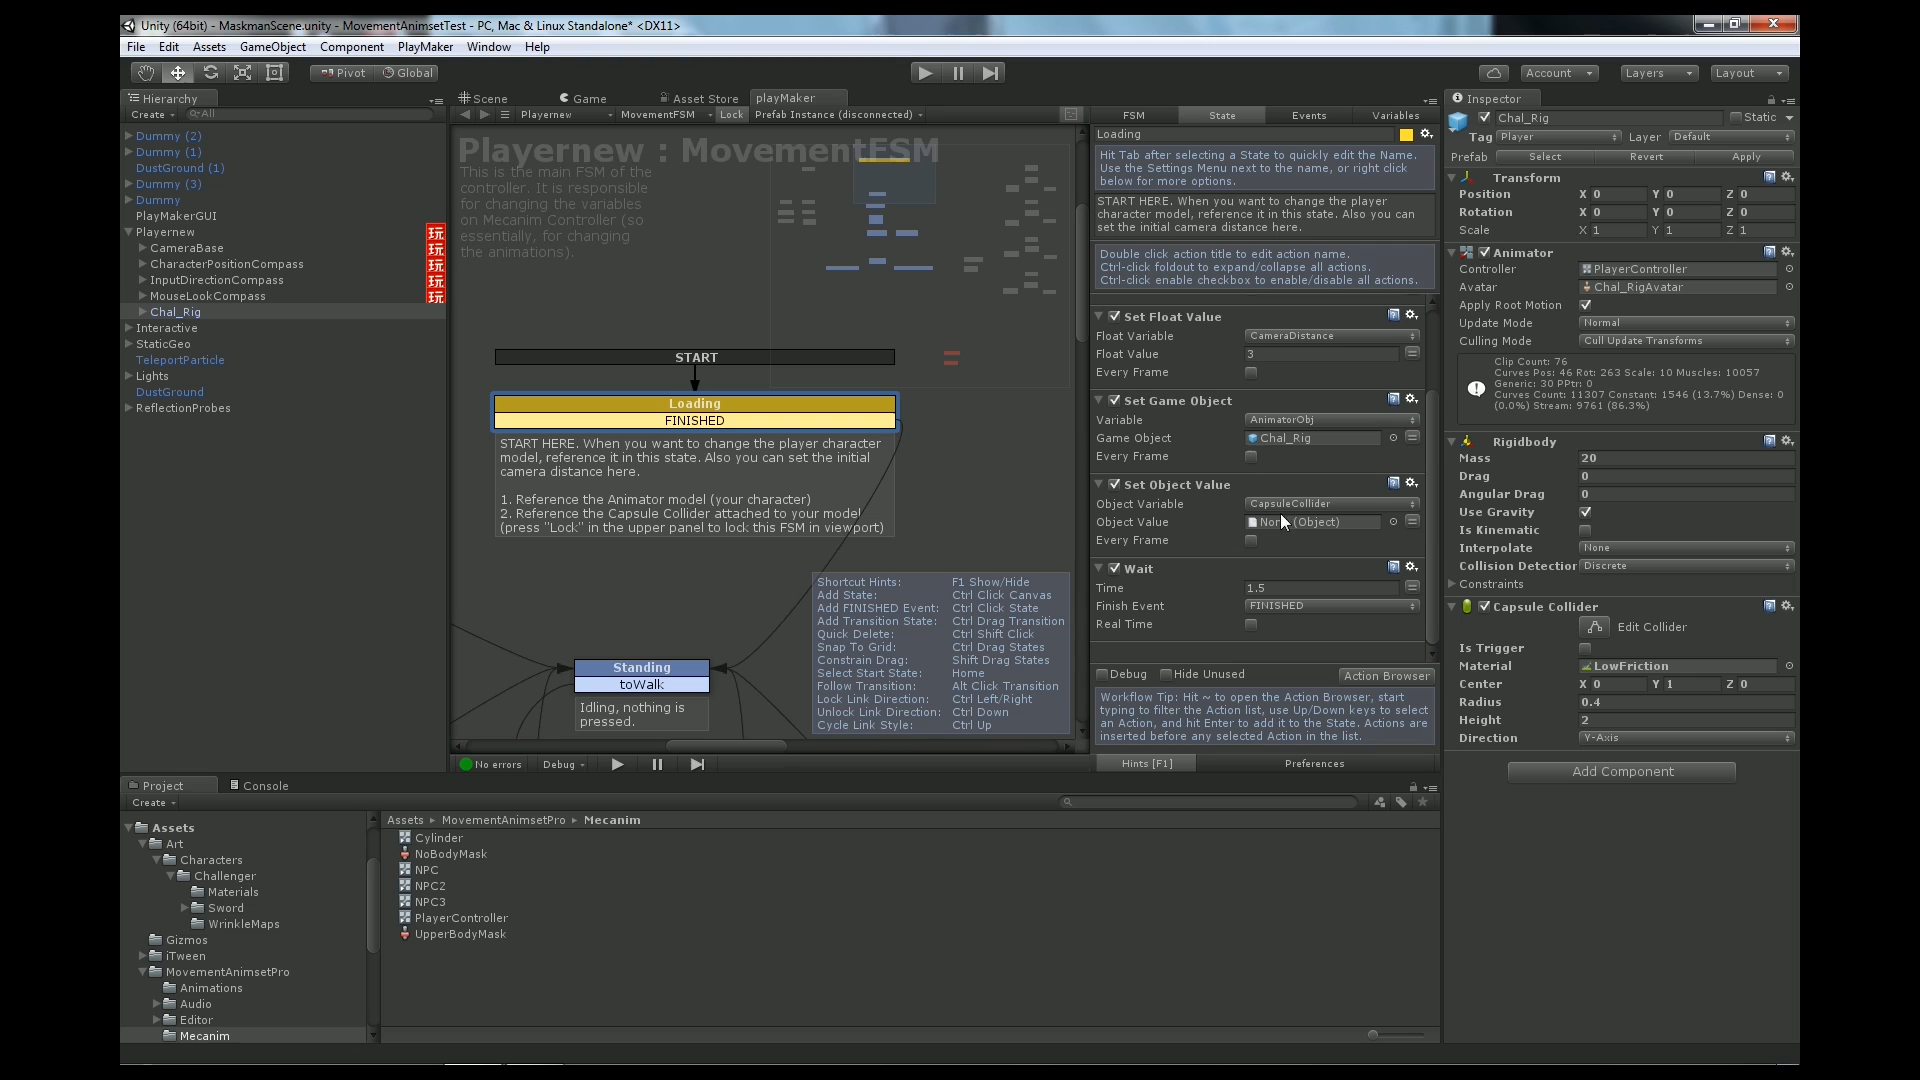 Unity (64bit) - MaskmanScene.unity - MovementAnimsetTest - PC, Mac & Linux Standalone* <DX11>
File Edit Assets GameObject Component PlayMaker Window Help
Pivot Global Account Layers Layout
Hierarchy
Create All
Dummy (2)
Dummy (1)
DustGround (1)
Dummy (3)
Dummy
PlayMakerGUI
Playernew
CameraBase
CharacterPositionCompass
InputDirectionCompass
MouseLookCompass
Chal_Rig
Interactive
StaticGeo
TeleportParticle
Lights
DustGround
ReflectionProbes
玩
玩
玩
玩
玩
Scene Game Asset Store playMaker
Playernew MovementFSM Lock Prefab Instance (disconnected)
Playernew : MovementFSM
This is the main FSM of the
controller. It is responsible
for changing the variables
on Mecanim Controller (so
essentially, for changing
the animations).
START
Loading
FINISHED
START HERE. When you want to change the player character
model, reference it in this state. Also you can set the initial
camera distance here.
1. Reference the Animator model (your character)
2. Reference the Capsule Collider attached to your model
(press "Lock" in the upper panel to lock this FSM in viewport)
Standing
toWalk
Idling, nothing is
pressed.
Shortcut Hints: F1 Show/Hide
Add State: Ctrl Click Canvas
Add FINISHED Event: Ctrl Click State
Add Transition State: Ctrl Drag Transition
Quick Delete: Ctrl Shift Click
Snap To Grid: Ctrl Drag States
Constrain Drag: Shift Drag States
Select Start State: Home
Follow Transition: Alt Click Transition
Lock Link Direction: Ctrl Left/Right
Unlock Link Direction: Ctrl Down
Cycle Link Style: Ctrl Up
No errors Debug
FSM State Events Variables
Loading
Hit Tab after selecting a State to quickly edit the Name.
Use the Settings Menu next to the name, or right click
below for more options.
START HERE. When you want to change the player
character model, reference it in this state. Also you can
set the initial camera distance here.
Double click action title to edit action name.
Ctrl-click foldout to expand/collapse all actions.
Ctrl-click enable checkbox to enable/disable all actions.
Set Float Value
Float Variable CameraDistance
Float Value 3
Every Frame
Set Game Object
Variable AnimatorObj
Game Object Chal_Rig
Every Frame
Set Object Value
Object Variable CapsuleCollider
Object Value (Object)
Every Frame
Wait
Time 1.5
Finish Event FINISHED
Real Time
Debug Hide Unused Action Browser
Workflow Tip: Hit ~ to open the Action Browser, start
typing to filter the Action list, use Up/Down keys to select
an Action, and hit Enter to add it to the State. Actions are
inserted before any selected Action in the list.
Hints [F1] Preferences
Inspector
Chal_Rig Static
Tag Player Layer Default
Prefab Select Revert Apply
Transform
Position X 0 Y 0 Z 0
Rotation X 0 Y 0 Z 0
Scale X 1 Y 1 Z 1
Animator
Controller PlayerController
Avatar Chal_RigAvatar
Apply Root Motion
Update Mode Normal
Culling Mode Cull Update Transforms
Clip Count: 76
Curves Pos: 46 Rot: 263 Scale: 10 Muscles: 10057
Generic: 30 PPtr: 0
Curves Count: 11307 Constant: 1546 (13.7%) Dense: 0
(0.0%) Stream: 9761 (86.3%)
Rigidbody
Mass 20
Drag 0
Angular Drag 0
Use Gravity
Is Kinematic
Interpolate None
Collision Detection Discrete
Constraints
Capsule Collider
Edit Collider
Is Trigger
Material LowFriction
Center X 0 Y 1 Z 0
Radius 0.4
Height 2
Direction Y-Axis
Add Component
Project Console
Create
Assets
Art
Characters
Challenger
Materials
Sword
WrinkleMaps
Gizmos
iTween
MovementAnimsetPro
Animations
Audio
Editor
Mecanim
Assets MovementAnimsetPro Mecanim
Cylinder
NoBodyMask
NPC
NPC2
NPC3
PlayerController
UpperBodyMask